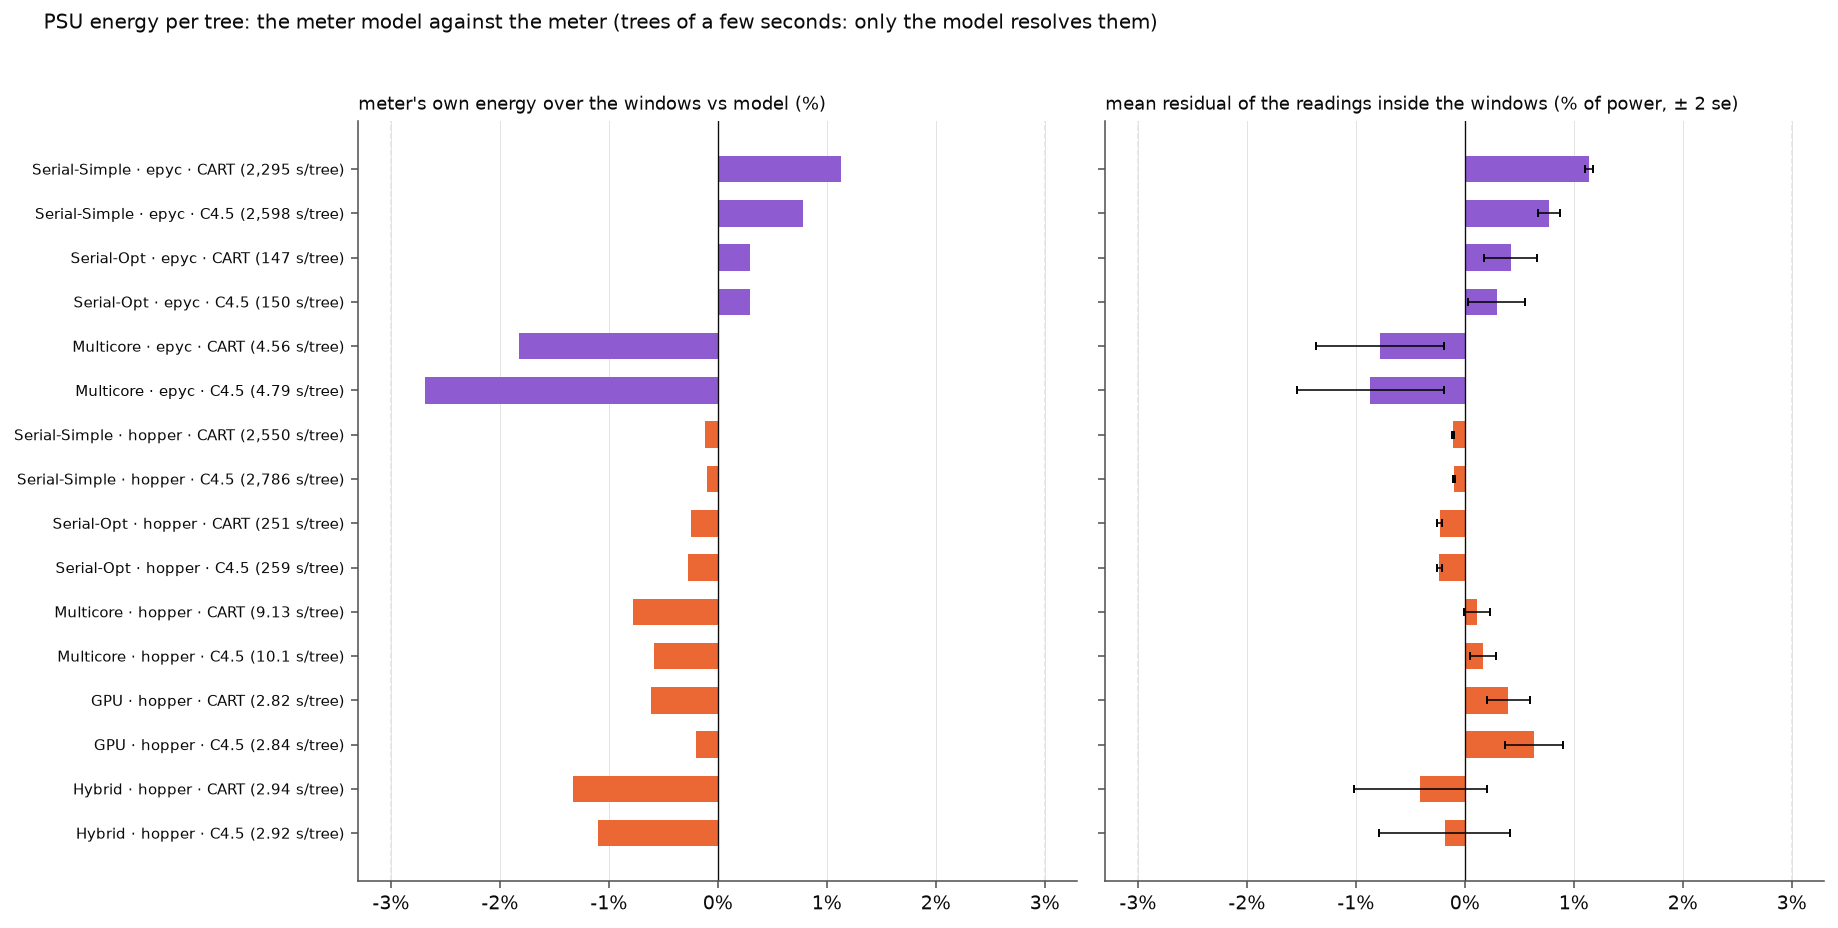 PSU energy per tree: the meter model against the meter (trees of a few seconds: only the model resolves them)
meter's own energy over the windows vs model (%)
mean residual of the readings inside the windows (% of power, ± 2 se)
Serial-Simple · epyc · CART (2,295 s/tree)
Serial-Simple · epyc · C4.5 (2,598 s/tree)
Serial-Opt · epyc · CART (147 s/tree)
Serial-Opt · epyc · C4.5 (150 s/tree)
Multicore · epyc · CART (4.56 s/tree)
Multicore · epyc · C4.5 (4.79 s/tree)
Serial-Simple · hopper · CART (2,550 s/tree)
Serial-Simple · hopper · C4.5 (2,786 s/tree)
Serial-Opt · hopper · CART (251 s/tree)
Serial-Opt · hopper · C4.5 (259 s/tree)
Multicore · hopper · CART (9.13 s/tree)
Multicore · hopper · C4.5 (10.1 s/tree)
GPU · hopper · CART (2.82 s/tree)
GPU · hopper · C4.5 (2.84 s/tree)
Hybrid · hopper · CART (2.94 s/tree)
Hybrid · hopper · C4.5 (2.92 s/tree)
-3% -2% -1% 0% 1% 2% 3%
-3% -2% -1% 0% 1% 2% 3%